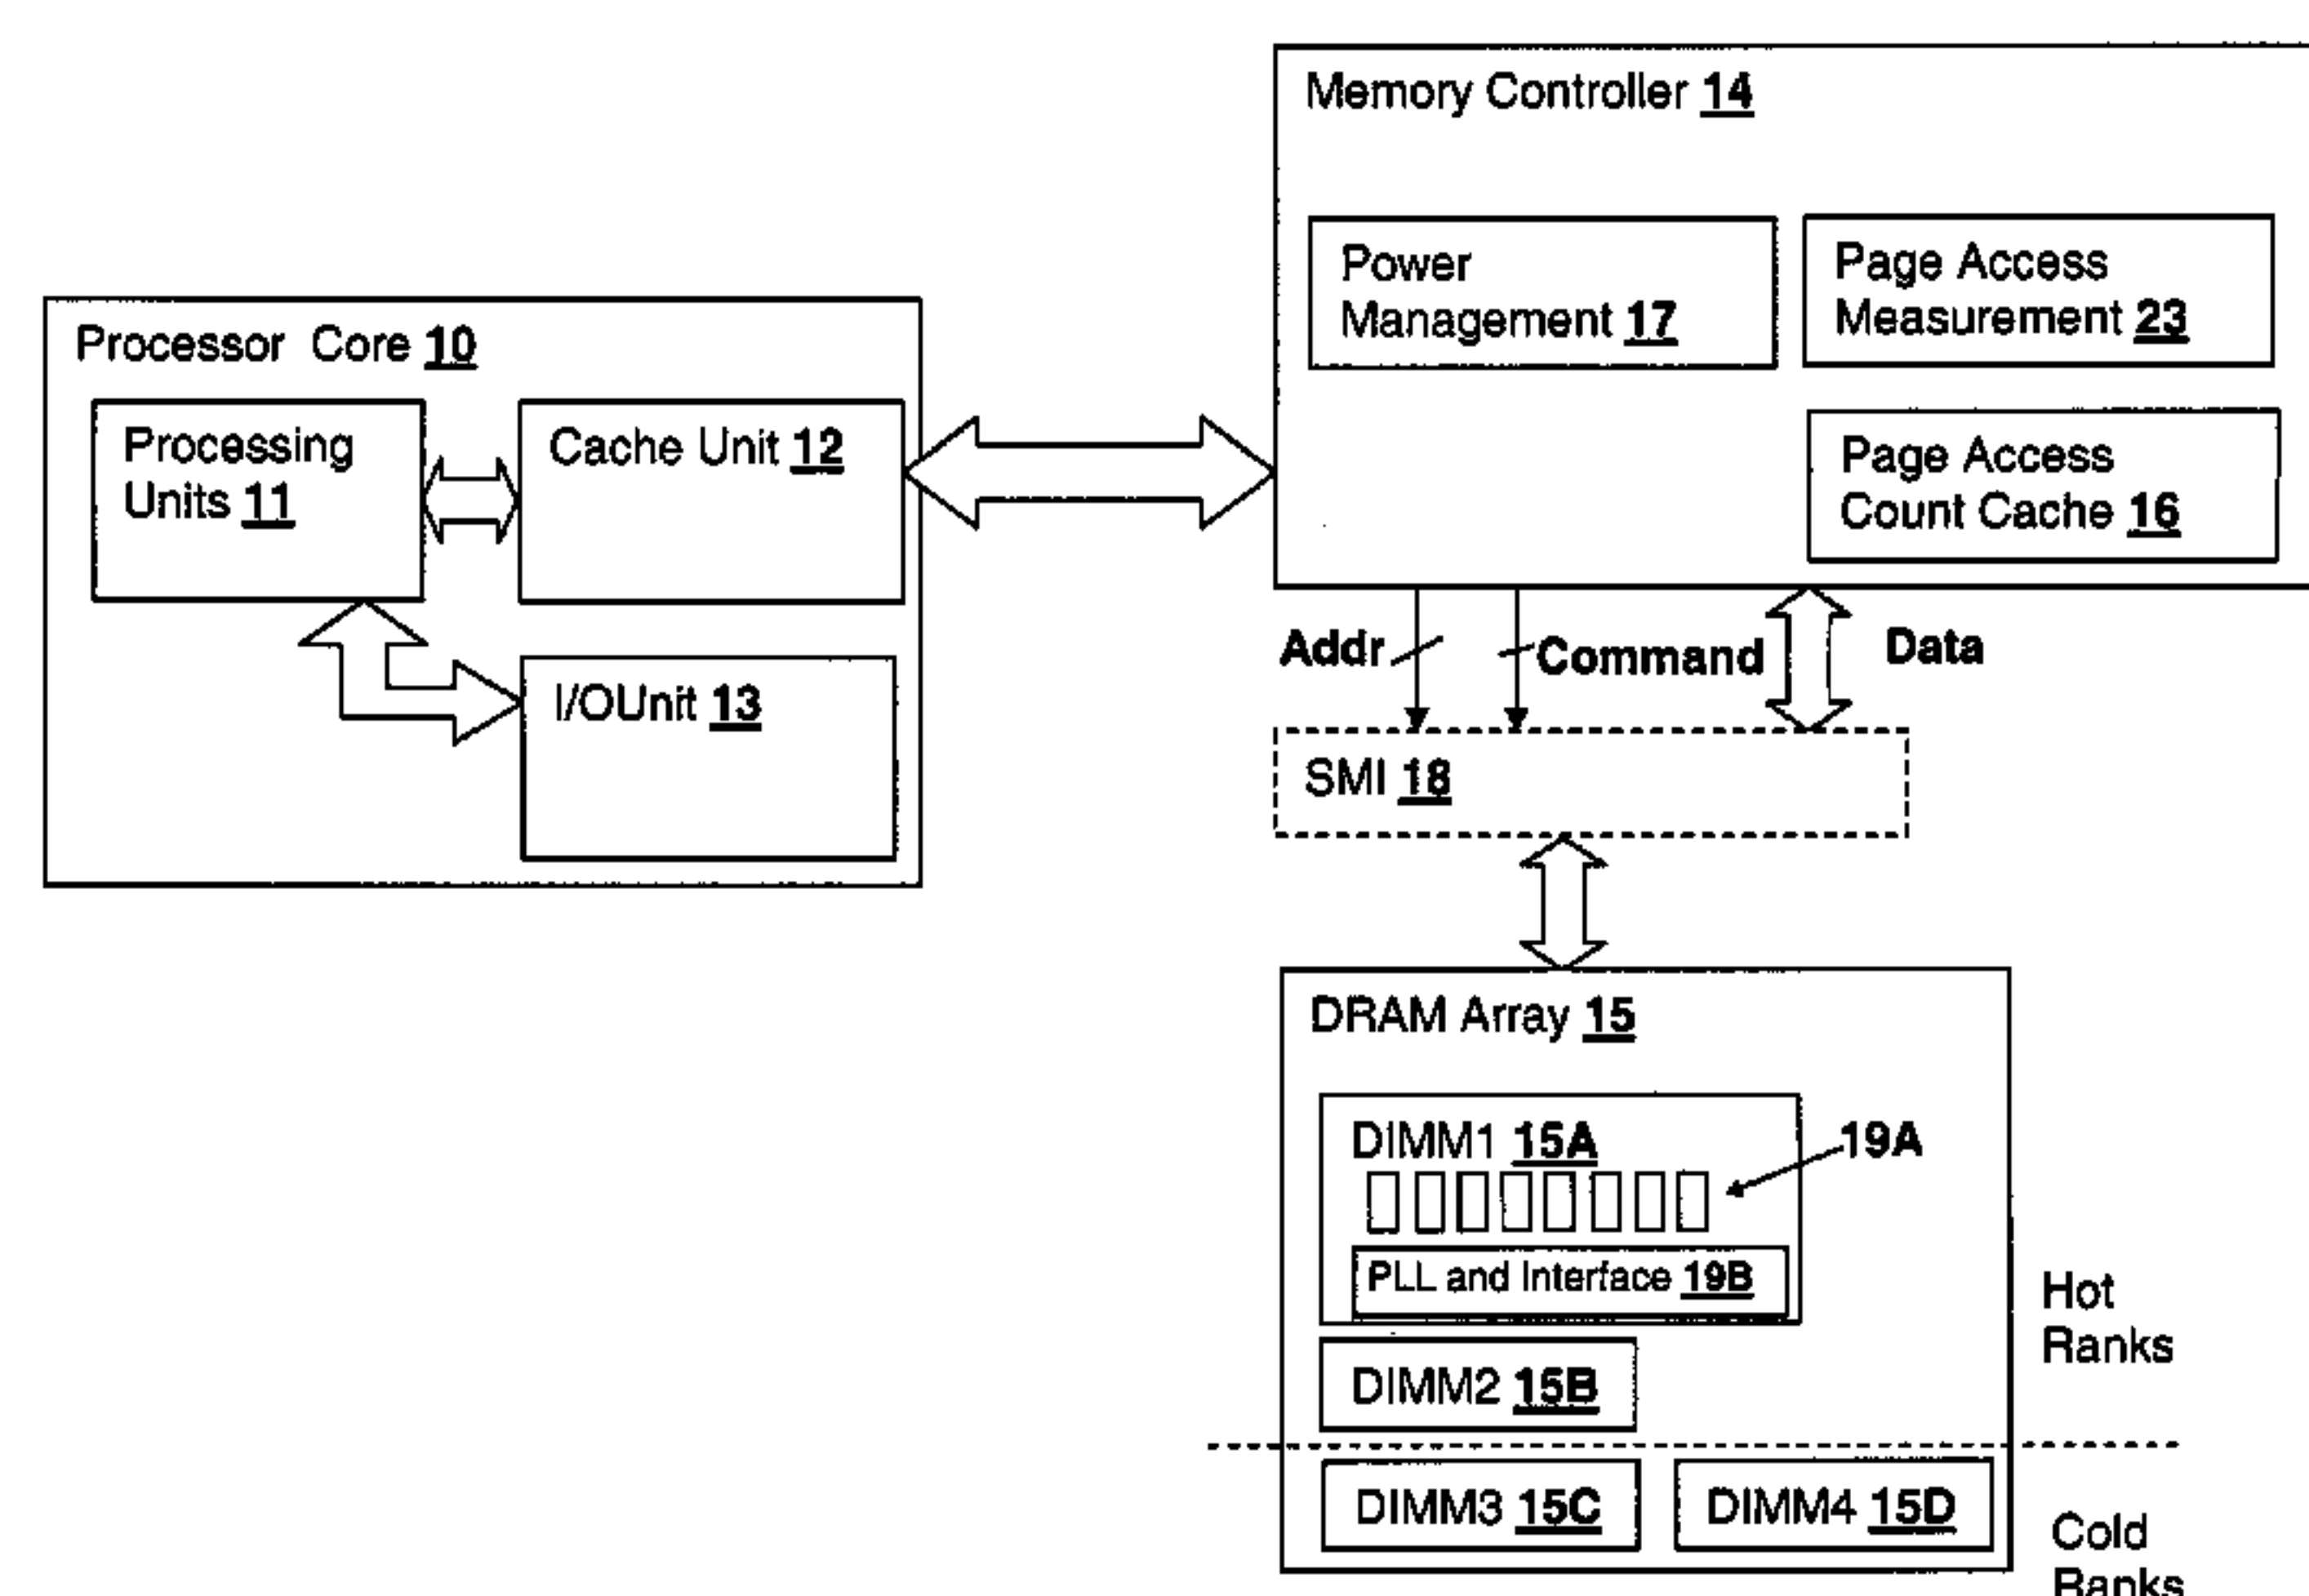 Memory Controller 14
Power
Management 17
Page Access
Measurement 23
Page Access
Count Cache 16
Processor Core 10
Processing
Units 11
Cache Unit 12
I/OUnit 13
Addr
Command
Data
SMI 18
DRAM Array 15
DIMM1 15A
19A
PLL and Interface 19B
DIMM2 15B
Hot
Ranks
DIMM3 15C
DIMM4 15D
Cold
Ranks